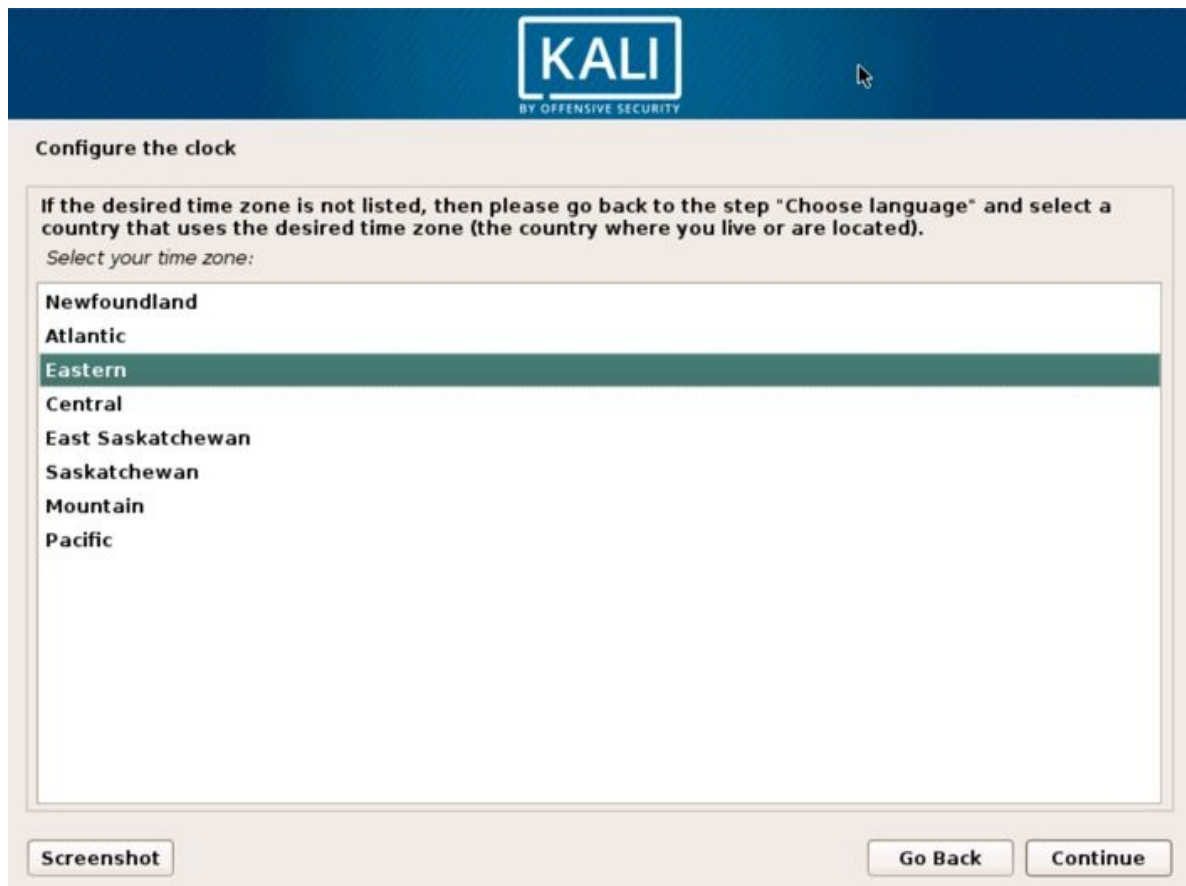 KALI
BY OFFENSIVE SECURITY
Configure the clock
If the desired time zone is not listed, then please go back to the step "Choose language" and select a
country that uses the desired time zone (the country where you live or are located).
Select your time zone:
Newfoundland
Atlantic
Eastern
Central
East Saskatchewan
Saskatchewan
Mountain
Pacific
Screenshot
Go Back
Continue